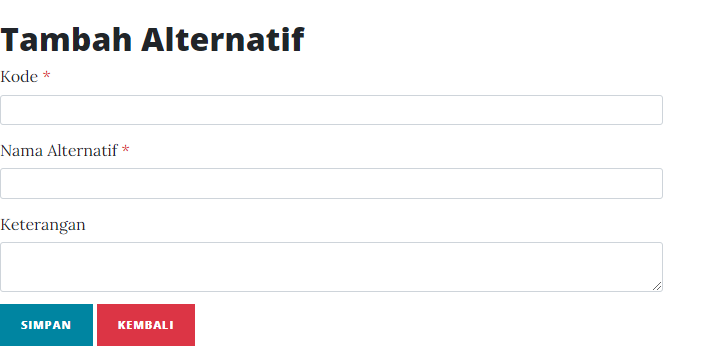 Tambah Alternatif
Kode *
Nama Alternatif *
Keterangan
SIMPAN KEMBALI